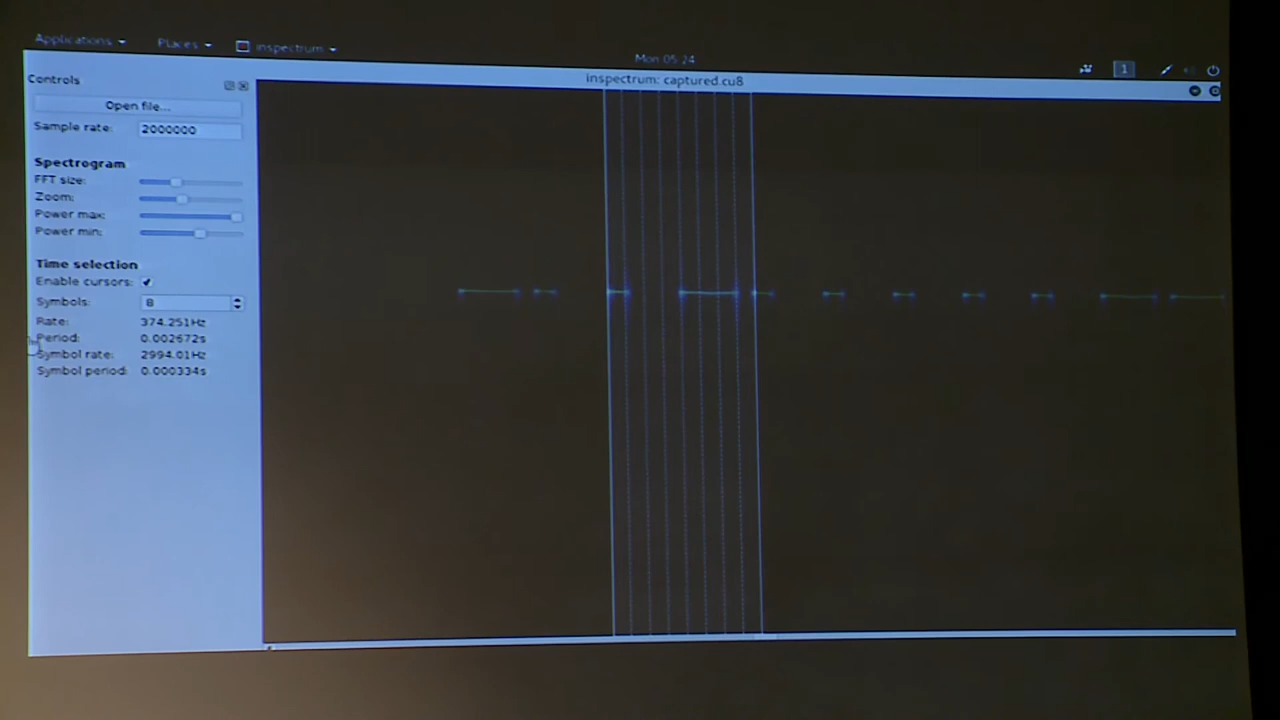 Applications Places inspectrum
Mon 05:24
1
inspectrum: captured.cu8
Controls
Open file...
Sample rate: 2000000
Spectrogram
FFT size:
Zoom:
Power max:
Power min:
Time selection
Enable cursors:
Symbols: 8
Rate: 374.251Hz
Period: 0.002672s
Symbol rate: 2994.01Hz
Symbol period: 0.000334s